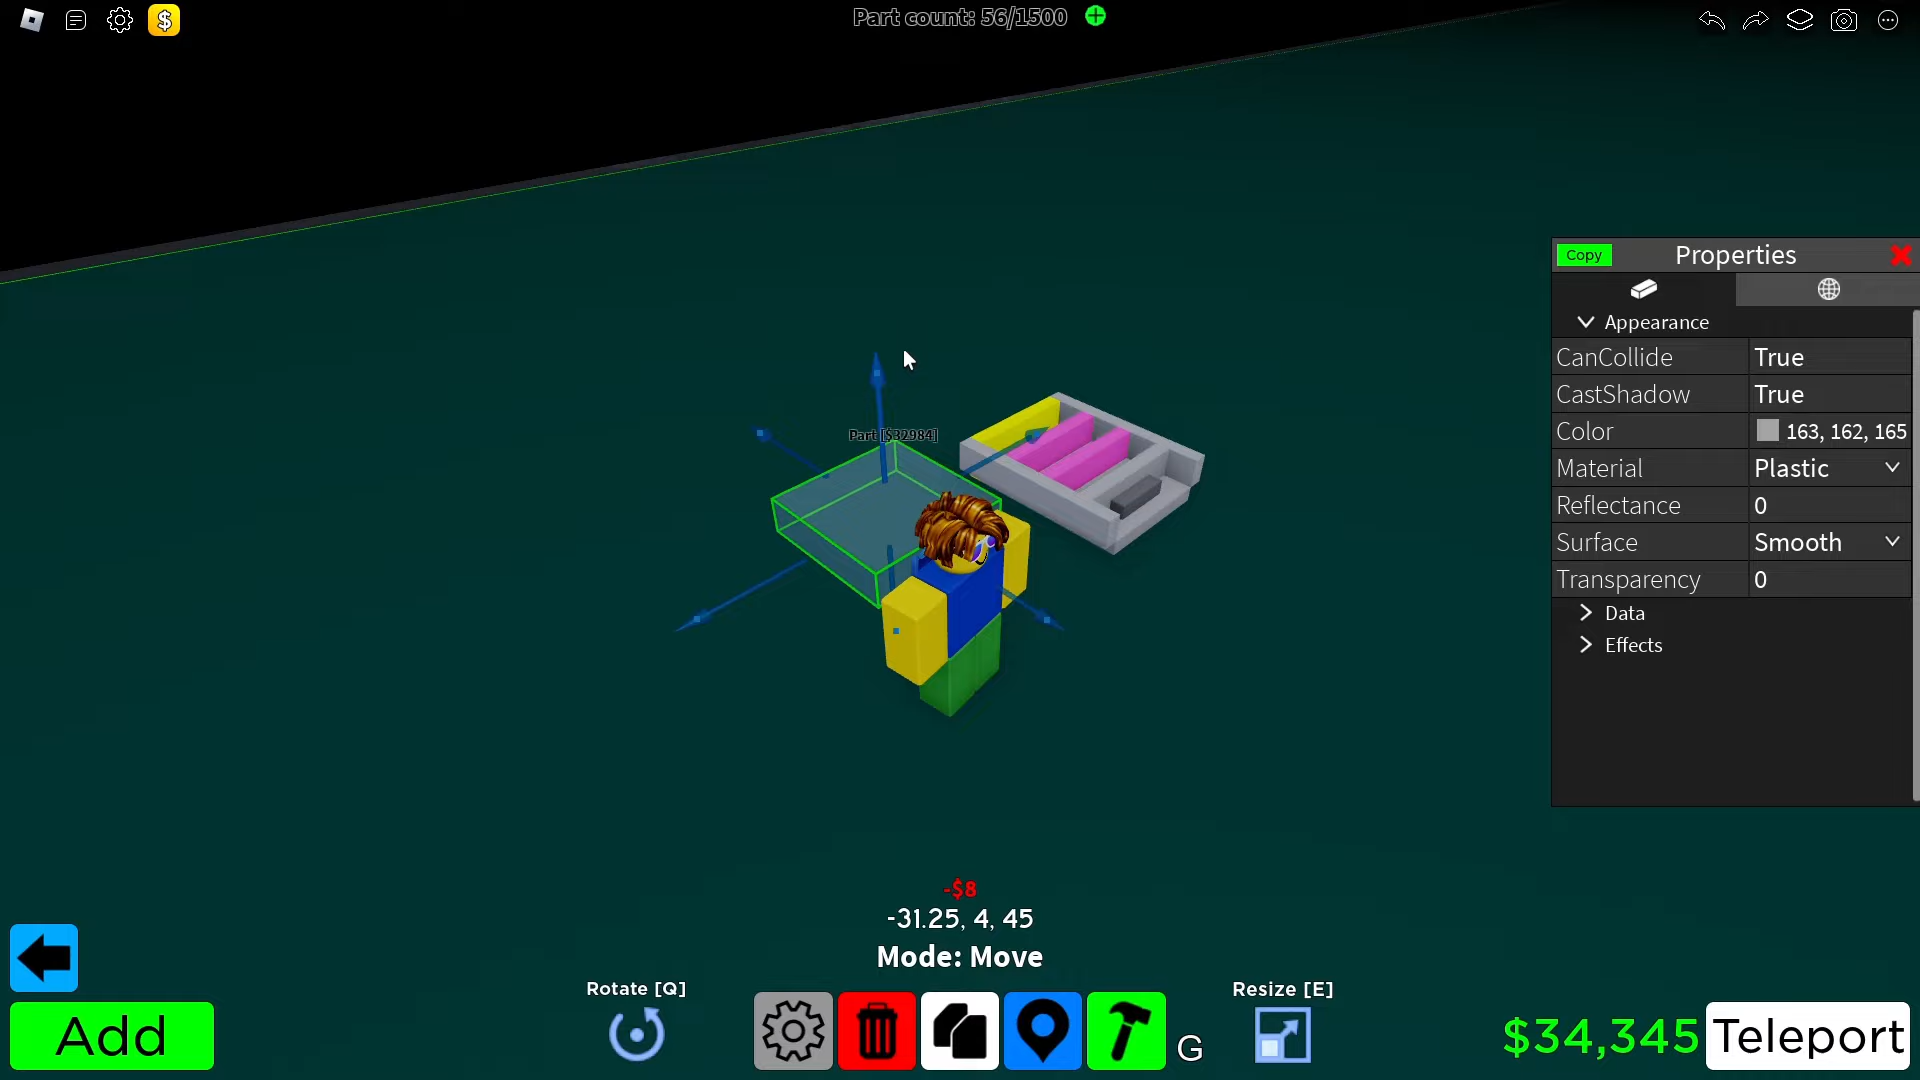 $
Part count: 56/1500
Copy
Properties
Appearance
CanCollide True
CastShadow True
Color 163, 162, 165
Material Plastic
Reflectance 0
Surface Smooth
Transparency 0
Data
Effects
Part [$32984]
-$8
-31.25, 4, 45
Mode: Move
Rotate [Q]
Resize [E]
G
Add
$34,345
Teleport